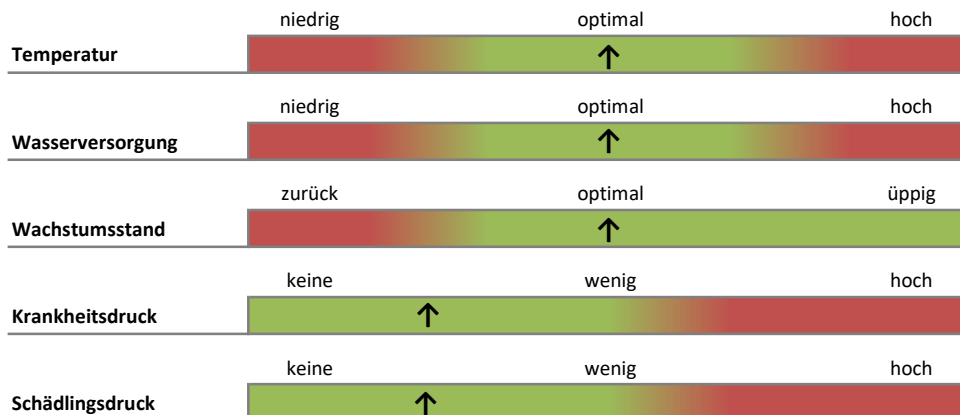 niedrig optimal hoch
Temperatur
niedrig optimal hoch
Wasserversorgung
zurück optimal üppig
Wachstumsstand
keine wenig hoch
Krankheitsdruck
keine wenig hoch
Schädlingsdruck